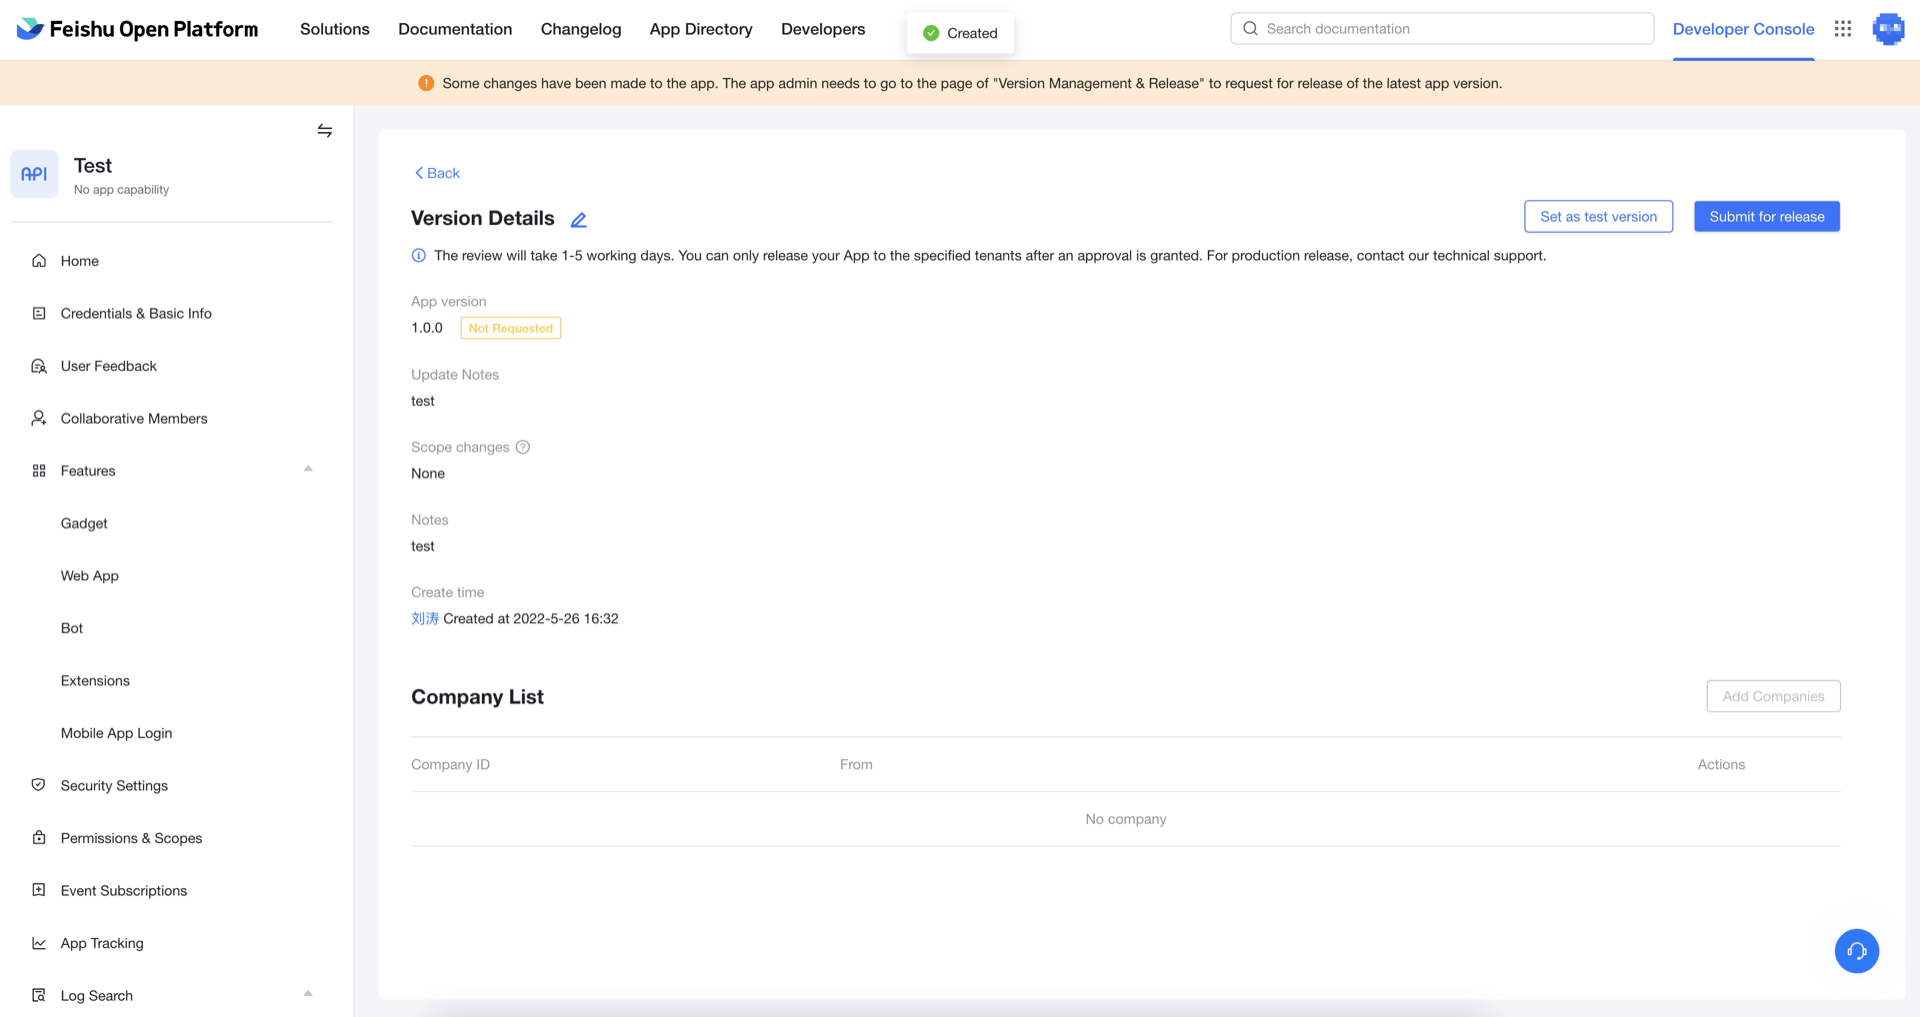 Feishu Open Platform
Solutions
Documentation
Changelog
App Directory
Developers
Created
Search documentation
Developer Console
Some changes have been made to the app. The app admin needs to go to the page of "Version Management & Release" to request for release of the latest app version.
API
Test
No app capability
Home
Credentials & Basic Info
User Feedback
Collaborative Members
Features
Gadget
Web App
Bot
Extensions
Mobile App Login
Security Settings
Permissions & Scopes
Event Subscriptions
App Tracking
Log Search
Back
Version Details
Set as test version
Submit for release
The review will take 1-5 working days. You can only release your App to the specified tenants after an approval is granted. For production release, contact our technical support.
App version
1.0.0
Not Requested
Update Notes
test
Scope changes
None
Notes
test
Create time
刘涛 Created at 2022-5-26 16:32
Company List
Add Companies
Company ID
From
Actions
No company